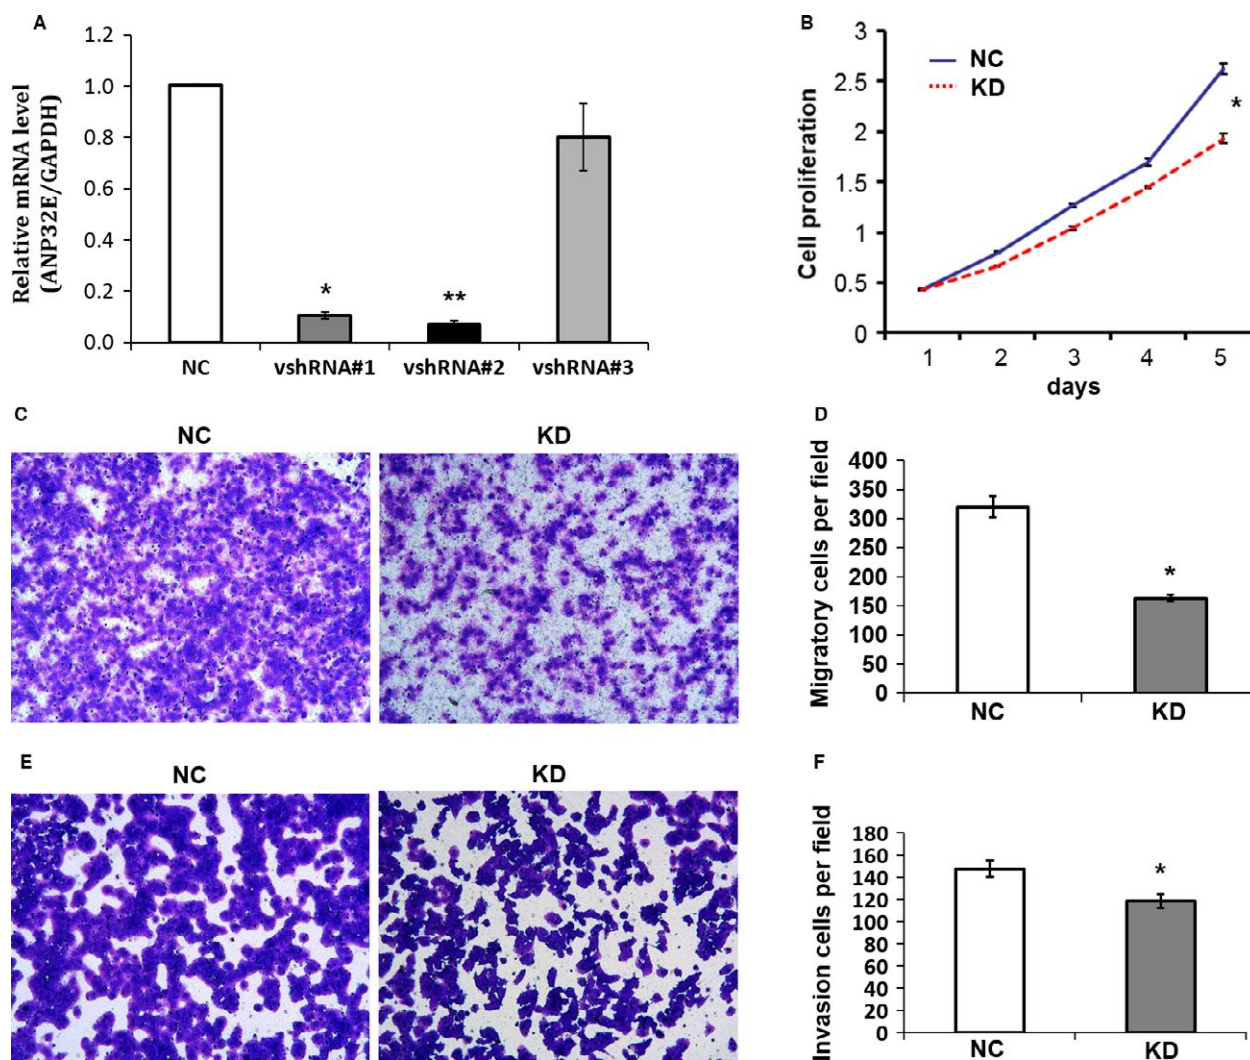 A
Relative mRNA level
(ANP32E/GAPDH)
1.2
1.0
0.8
0.6
0.4
0.2
0.0
*
**
NC
vshRNA#1
vshRNA#2
vshRNA#3
B
Cell proliferation
3
2.5
2
1.5
1
0.5
0
NC
KD
*
1
2
3
4
5
days
C
NC
KD
D
Migratory cells per field
400
350
300
250
200
150
100
50
0
*
NC
KD
E
NC
KD
F
Invasion cells per field
180
160
140
120
100
80
60
40
20
0
*
NC
KD